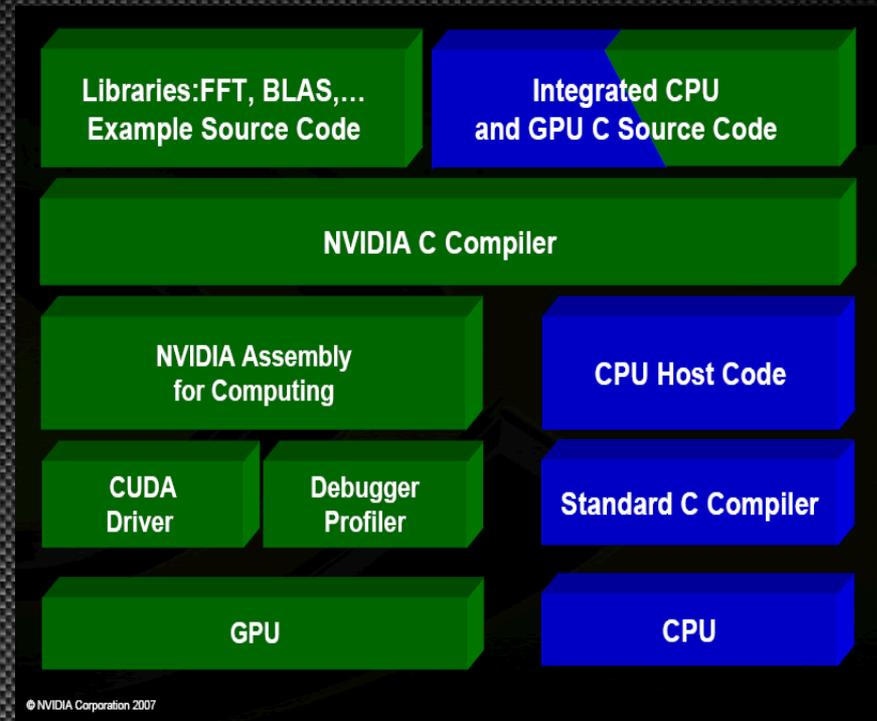 Libraries:FFT, BLAS,…
Example Source Code
Integrated CPU
and GPU C Source Code
NVIDIA C Compiler
NVIDIA Assembly
for Computing
CPU Host Code
CUDA
Driver
Debugger
Profiler
Standard C Compiler
GPU
CPU
© NVIDIA Corporation 2007